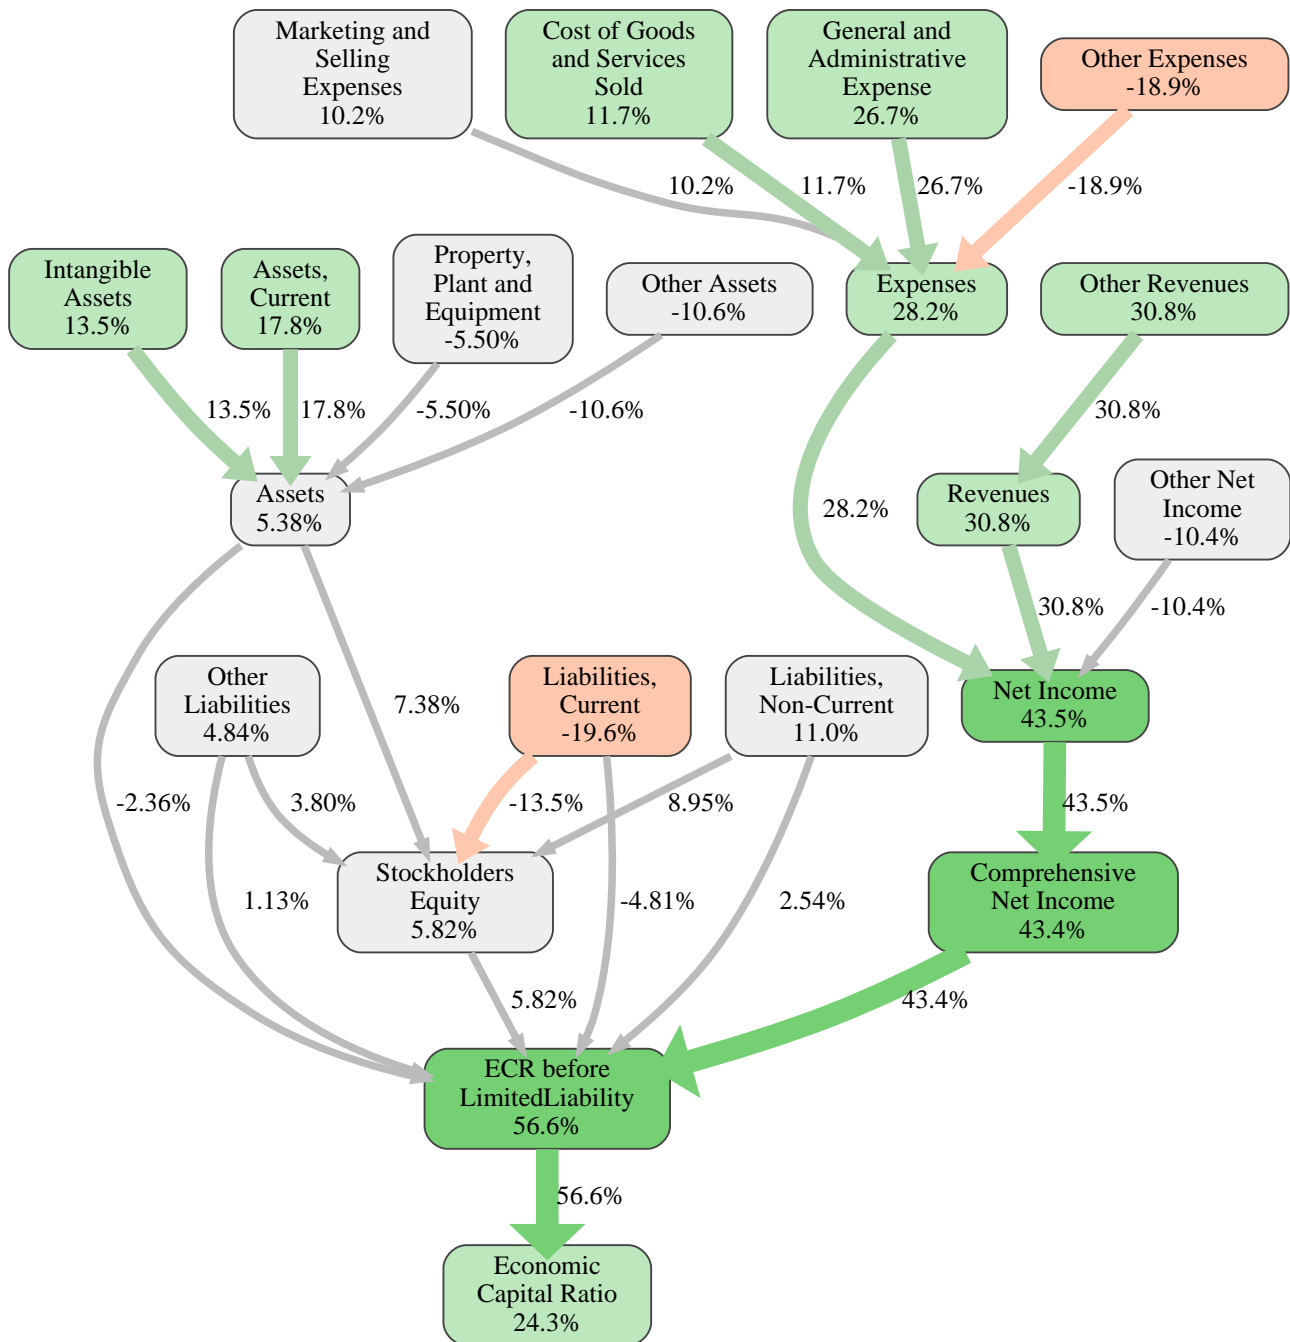 Marketing and
Selling
Expenses
10.2%
Cost of Goods
and Services
Sold
11.7%
General and
Administrative
Expense
26.7%
Other Expenses
-18.9%
10.2%
11.7%
26.7%
-18.9%
Intangible
Assets
13.5%
Assets,
Current
17.8%
Property,
Plant and
Equipment
-5.50%
Other Assets
-10.6%
Expenses
28.2%
Other Revenues
30.8%
13.5%
17.8%
-5.50%
-10.6%
30.8%
Assets
5.38%
28.2%
Revenues
30.8%
Other Net
Income
-10.4%
30.8%
-10.4%
Other
Liabilities
4.84%
7.38%
Liabilities,
Current
-19.6%
Liabilities,
Non-Current
11.0%
Net Income
43.5%
-2.36%
3.80%
-13.5%
8.95%
43.5%
Stockholders
Equity
5.82%
Comprehensive
Net Income
43.4%
1.13%
-4.81%
2.54%
5.82%
43.4%
ECR before
LimitedLiability
56.6%
56.6%
Economic
Capital Ratio
24.3%